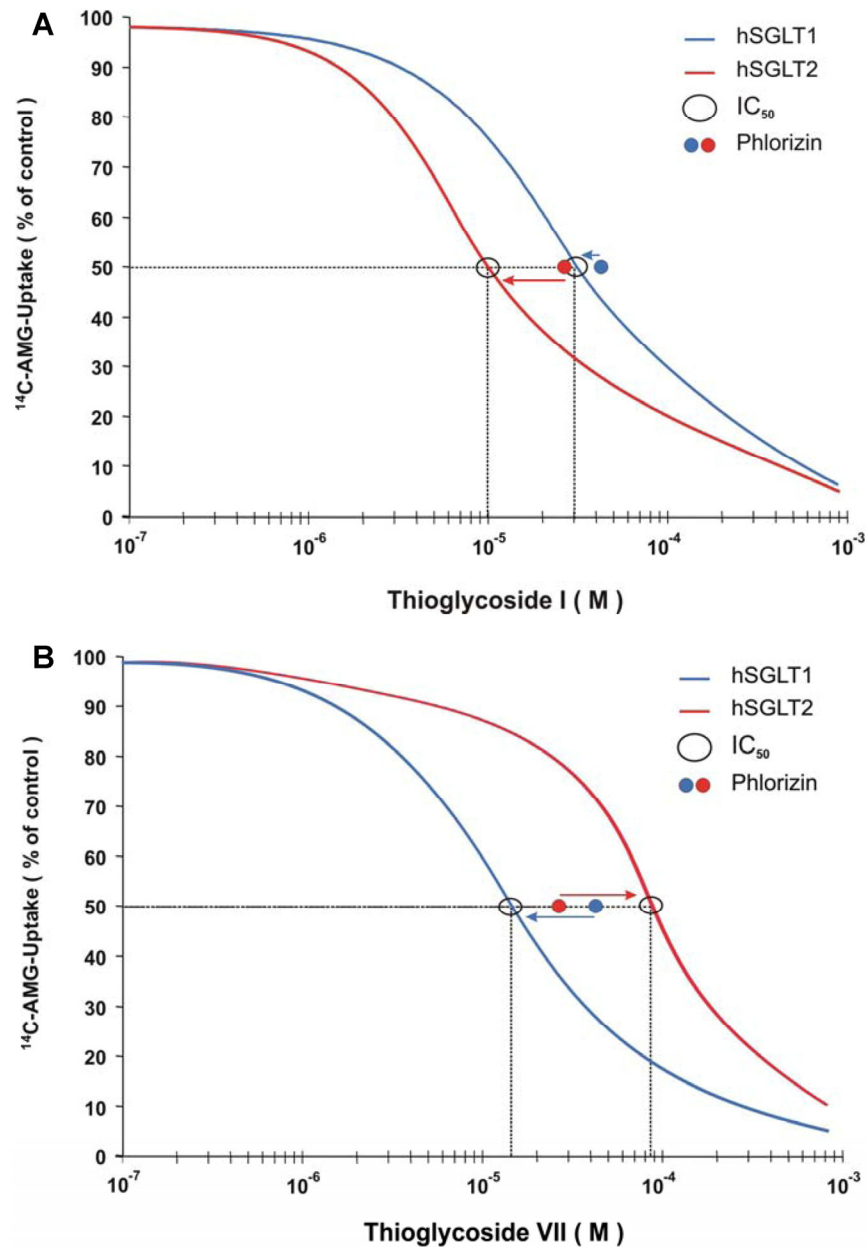 A
100
90
80
70
60
50
40
30
20
10
0
¹⁴C-AMG-Uptake ( % of control )
hSGLT1
hSGLT2
IC₅₀
Phlorizin
10⁻⁷
10⁻⁶
10⁻⁵
10⁻⁴
10⁻³
Thioglycoside I ( M )
B
100
90
80
70
60
50
40
30
20
10
0
¹⁴C-AMG-Uptake ( % of control )
hSGLT1
hSGLT2
IC₅₀
Phlorizin
10⁻⁷
10⁻⁶
10⁻⁵
10⁻⁴
10⁻³
Thioglycoside VII ( M )